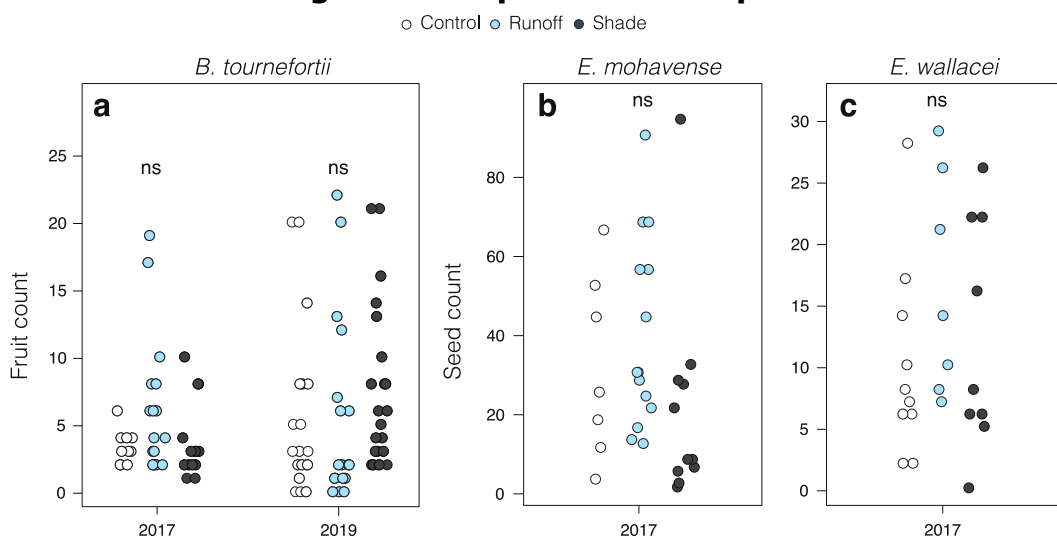 Control Runoff Shade
B. tournefortii
E. mohavense
E. wallacei
a
ns
ns
Fruit count
25
20
15
10
5
0
2017
2019
b
ns
Seed count
80
60
40
20
0
2017
c
ns
30
25
20
15
10
5
0
2017